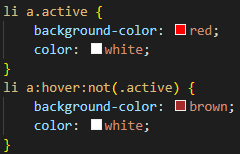 li a.active {
    background-color: red;
    color: white;
}
li a:hover:not(.active) {
    background-color: brown;
    color: white;
}